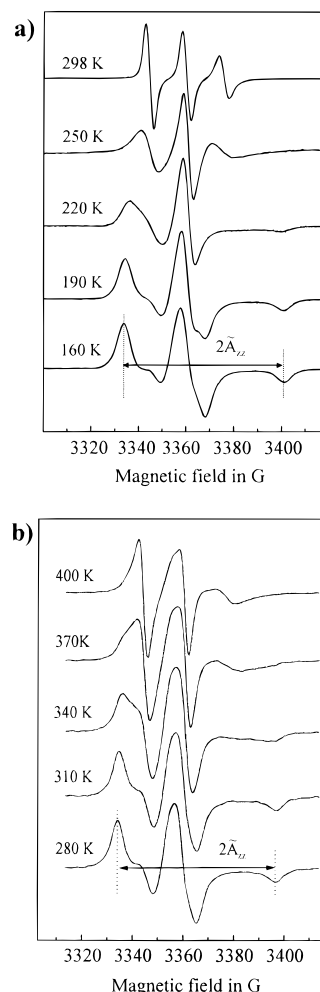 a)
298 K
250 K
220 K
190 K
160 K
2Ã_zz
3320 3340 3360 3380 3400
Magnetic field in G
b)
400 K
370K
340 K
310 K
280 K
2Ã_zz
3320 3340 3360 3380 3400
Magnetic field in G